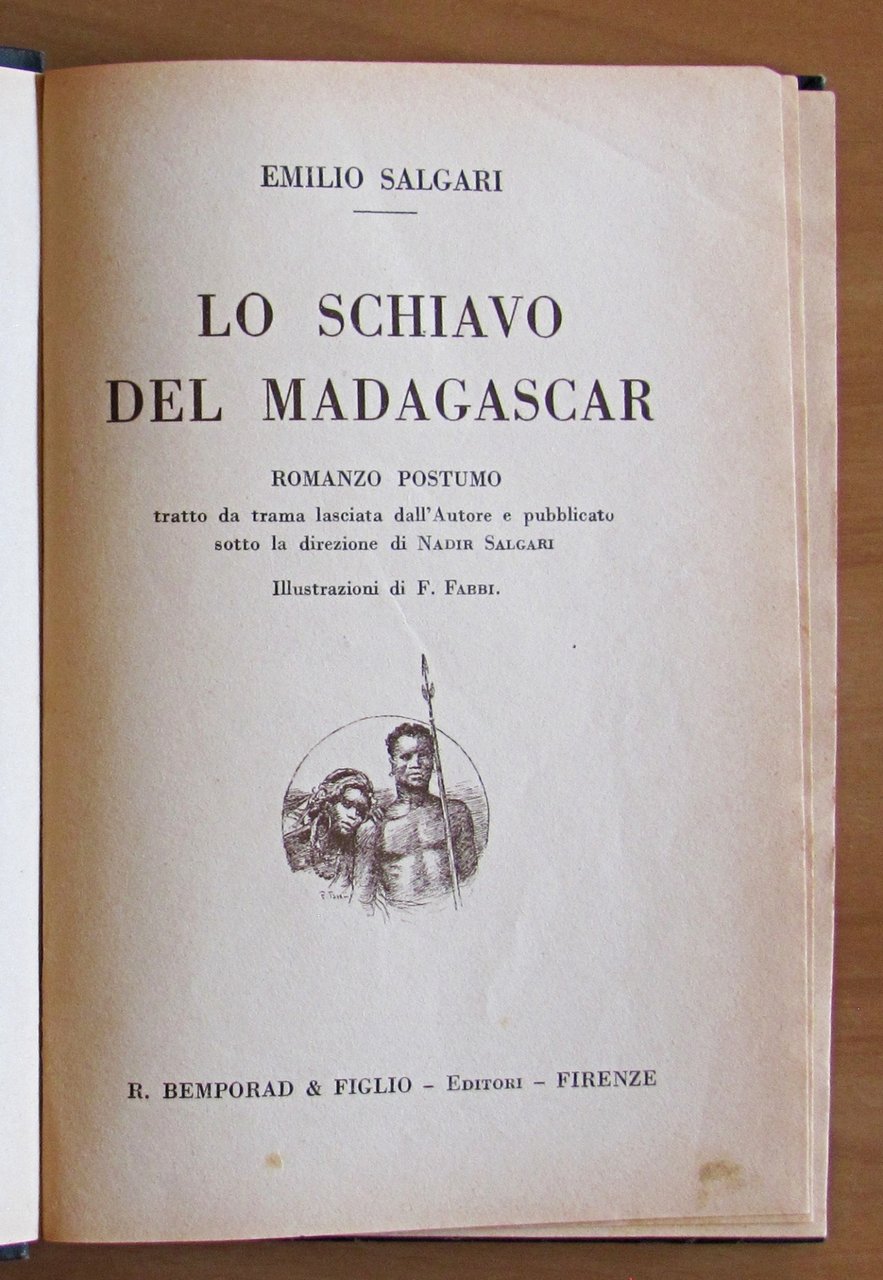 EMILIO SALGARI
LO SCHIAVO
DEL MADAGASCAR
ROMANZO POSTUMO
tratto da trama lasciata dall'Autore e pubblicato
sotto la direzione di NADIR SALGARI
Illustrazioni di F. FABBI.
R. BEMPORAD & FIGLIO – EDITORI – FIRENZE